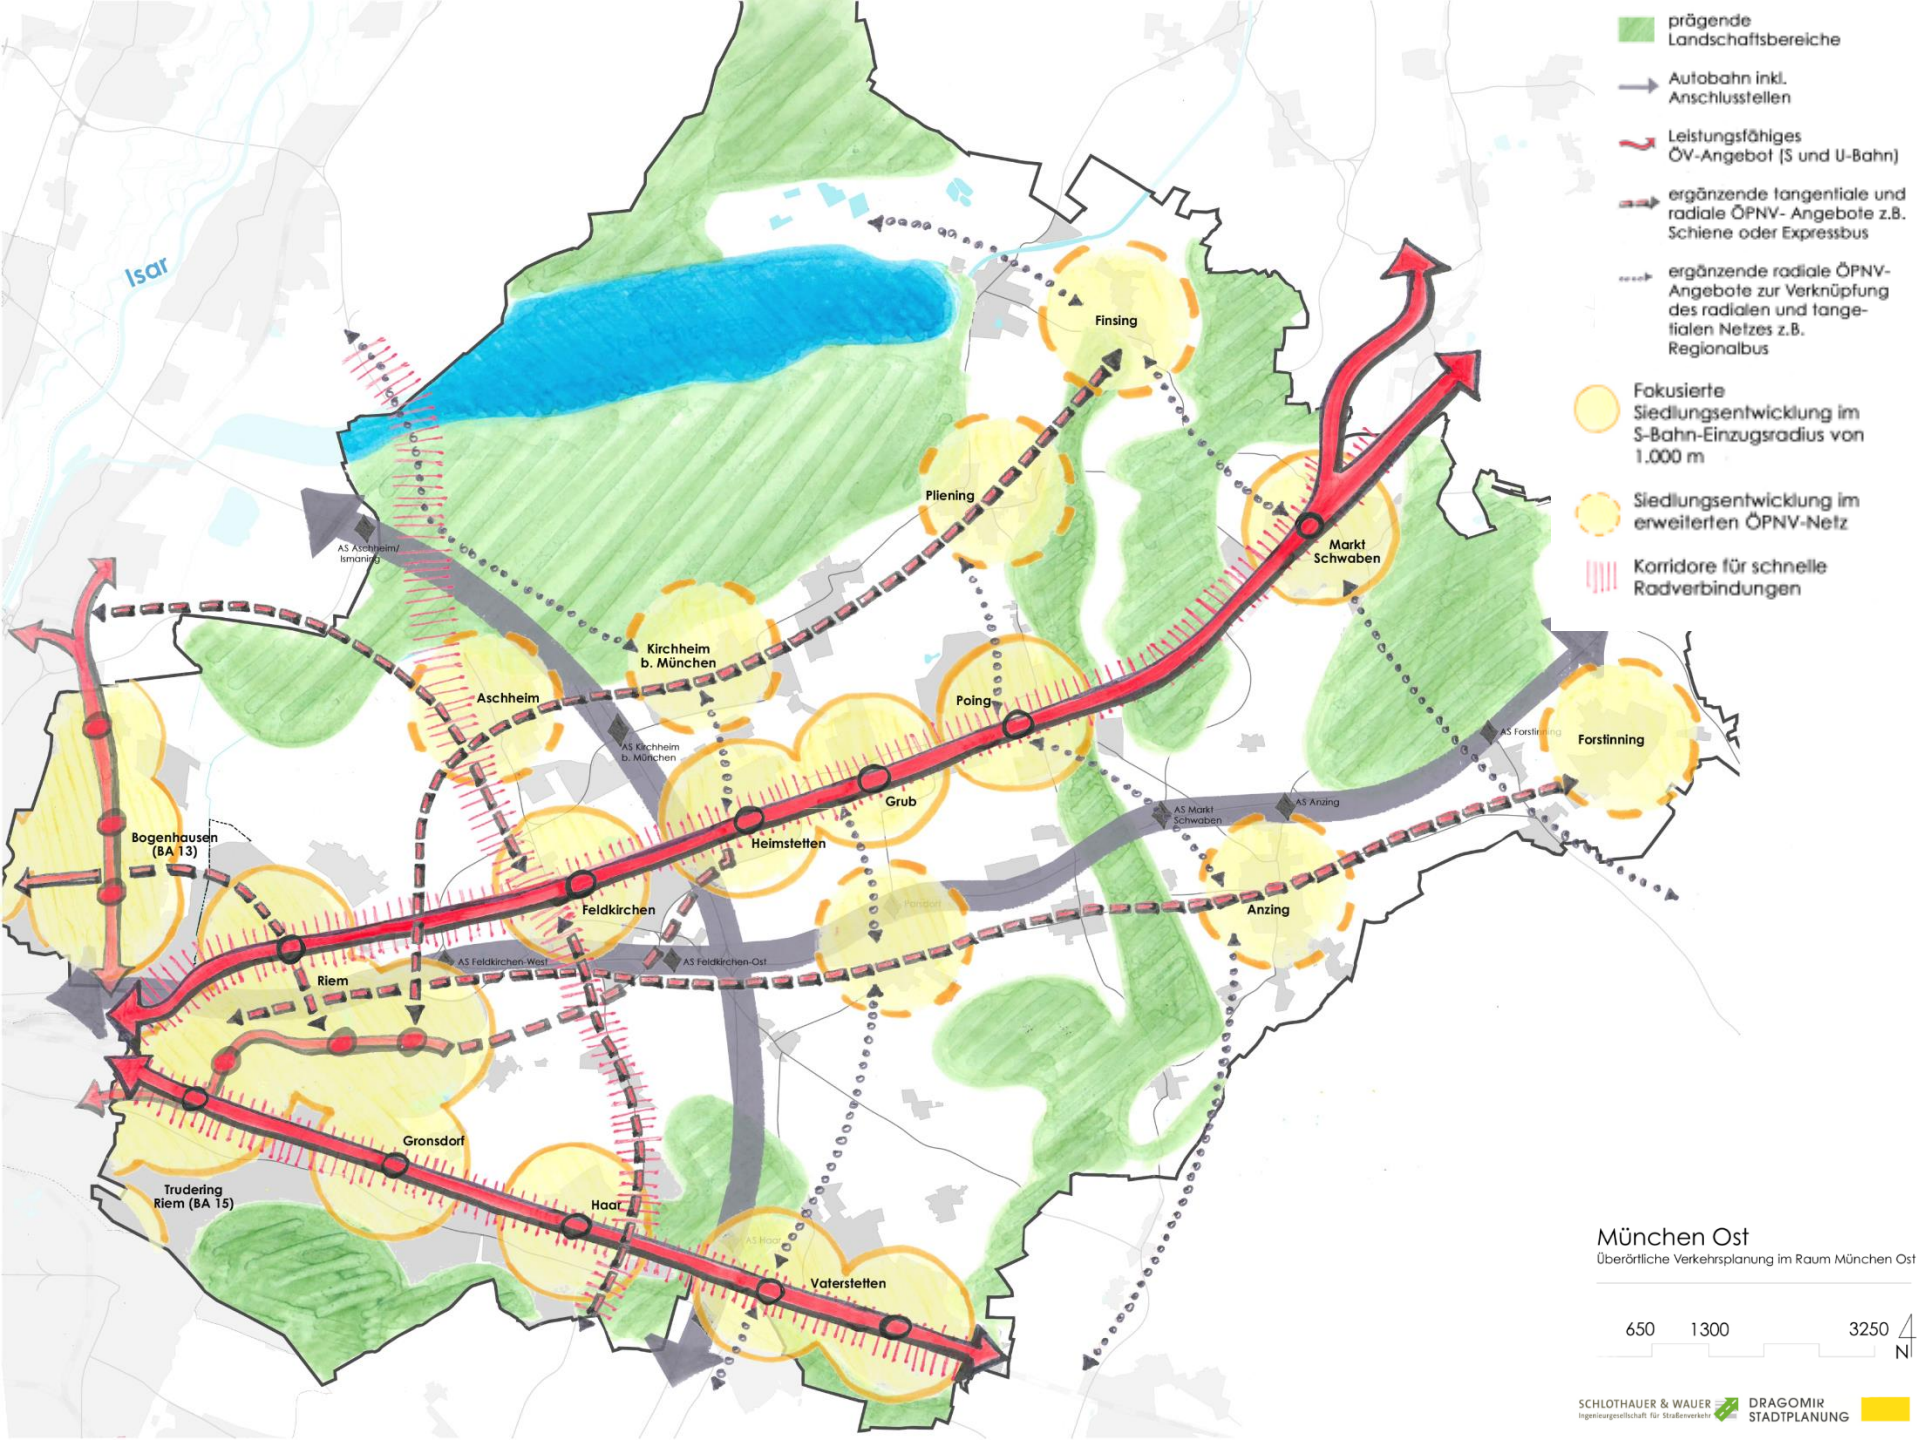 prägende
Landschaftsbereiche
Autobahn inkl.
Anschlusstellen
Leistungsfähiges
ÖV-Angebot (S und U-Bahn)
ergänzende tangentiale und
radiale ÖPNV- Angebote z.B.
Schiene oder Expressbus
ergänzende radiale ÖPNV-
Angebote zur Verknüpfung
des radialen und tange-
tialen Netzes z.B.
Regionalbus
Fokusierte
Siedlungsentwicklung im
S-Bahn-Einzugsradius von
1.000 m
Siedlungsentwicklung im
erweiterten ÖPNV-Netz
Korridore für schnelle
Radverbindungen
Isar
Finsing
Pliening
AS Aschheim/
Ismaning
Markt
Schwaben
Kirchheim
b. München
Aschheim
Poing
AS Kirchheim
b. München
AS Forstinning
Forstinning
Grub
AS Markt
Schwaben
AS Anzing
Bogenhausen
(BA 13)
Heimstetten
Feldkirchen
Parsdorf
Anzing
AS Feldkirchen-West
AS Feldkirchen-Ost
Riem
Gronsdorf
Trudering
Riem (BA 15)
Haar
AS Haar
Vaterstetten
München Ost
Überörtliche Verkehrsplanung im Raum München Ost
650 1300 3250
N
SCHLOTHAUER & WAUER
Ingenieurgesellschaft für Straßenverkehr
DRAGOMIR
STADTPLANUNG